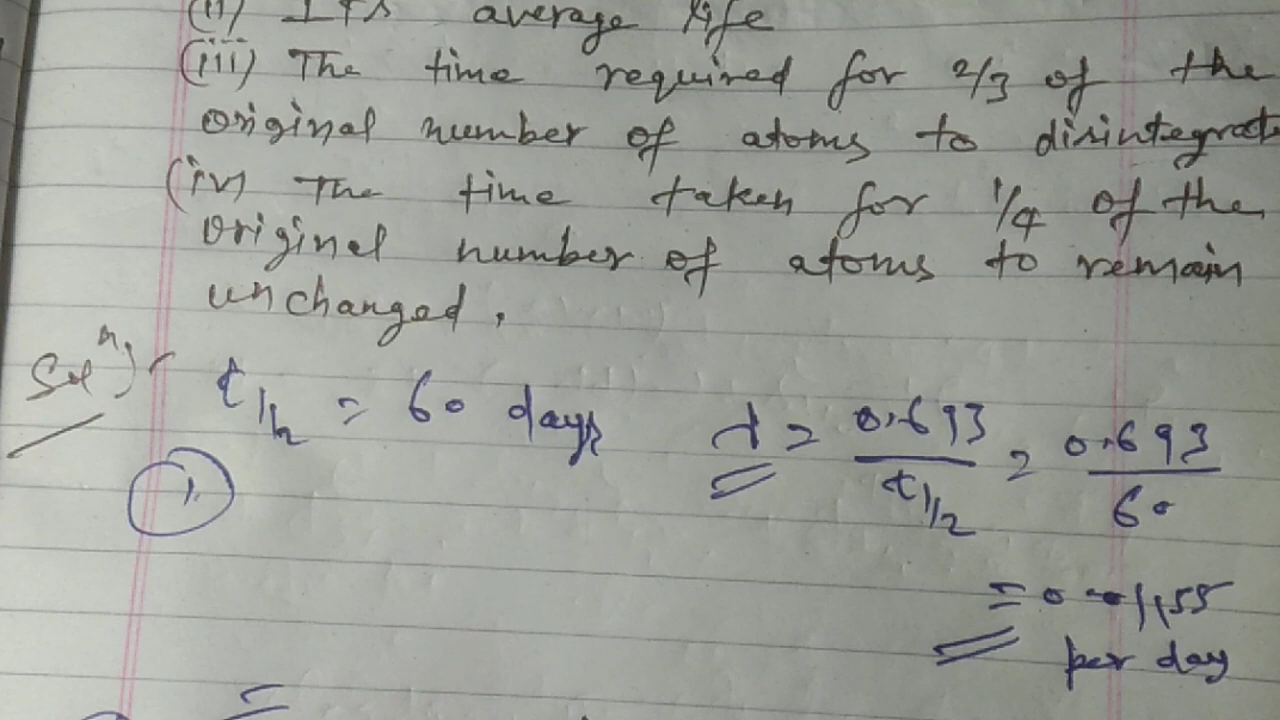 (ii) Its average life
(iii) The time required for 2/3 of the
original number of atoms to disintegrat
(iv) The time taken for 1/4 of the
original number of atoms to remain
unchanged.
Solⁿ:-
t1/2 = 60 days λ = 0.693/t1/2 = 0.693/60
(i)
= 0.01155
per day
=